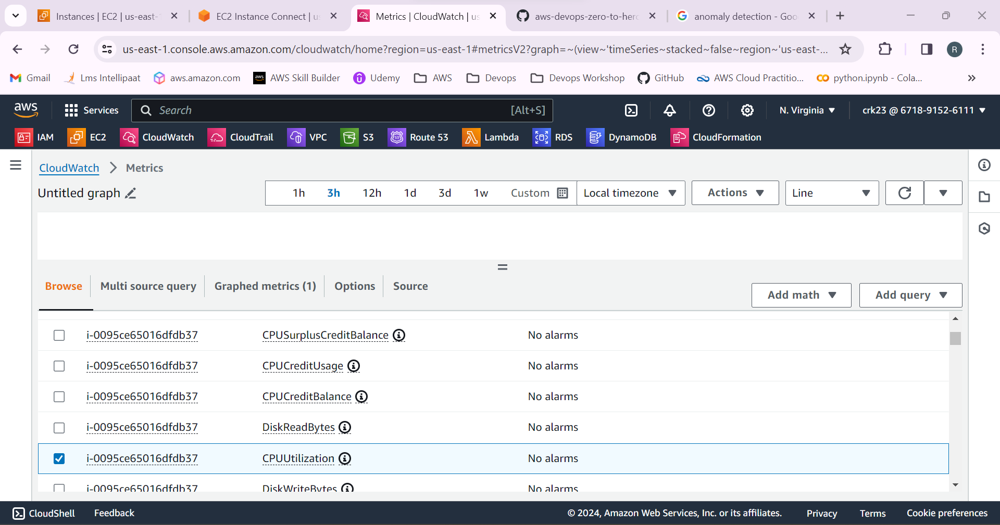 Instances | EC2 | us-east-
EC2 Instance Connect | us
Metrics | CloudWatch | us
aws-devops-zero-to-hero
anomaly detection - Goo
us-east-1.console.aws.amazon.com/cloudwatch/home?region=us-east-1#metricsV2?graph=~(view~'timeSeries~stacked~false~region~'us-east-...
R
Gmail
Lms Intellipaat
aws.amazon.com
aws
AWS Skill Builder
Udemy
AWS
Devops
Devops Workshop
GitHub
AWS Cloud Practitio...
python.ipynb - Cola...
aws
Services
Search
[Alt+S]
N. Virginia
crk23 @ 6718-9152-6111
IAM
EC2
CloudWatch
CloudTrail
VPC
S3
53
Route 53
Lambda
RDS
DynamoDB
CloudFormation
CloudWatch
Metrics
Untitled graph
1h
3h
12h
1d
3d
1w
Custom
Local timezone
Actions
Line
Browse
Multi source query
Graphed metrics (1)
Options
Source
Add math
Add query
i-0095ce65016dfdb37 CPUSurplusCreditBalance No alarms
i-0095ce65016dfdb37 CPUCreditUsage No alarms
i-0095ce65016dfdb37 CPUCreditBalance No alarms
i-0095ce65016dfdb37 DiskReadBytes No alarms
i-0095ce65016dfdb37 CPUUtilization No alarms
i-0095ce65016dfdb37 DiskWriteBytes No alarms
CloudShell
Feedback
© 2024, Amazon Web Services, Inc. or its affiliates.
Privacy
Terms
Cookie preferences